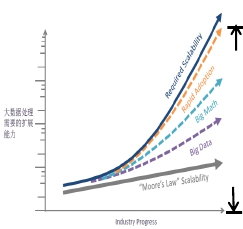 Required Scalability
Rapid Adoption
Big Math
Big Data
"Moore's Law" Scalability
大数据处理
需要的扩展
能力
Industry Progress